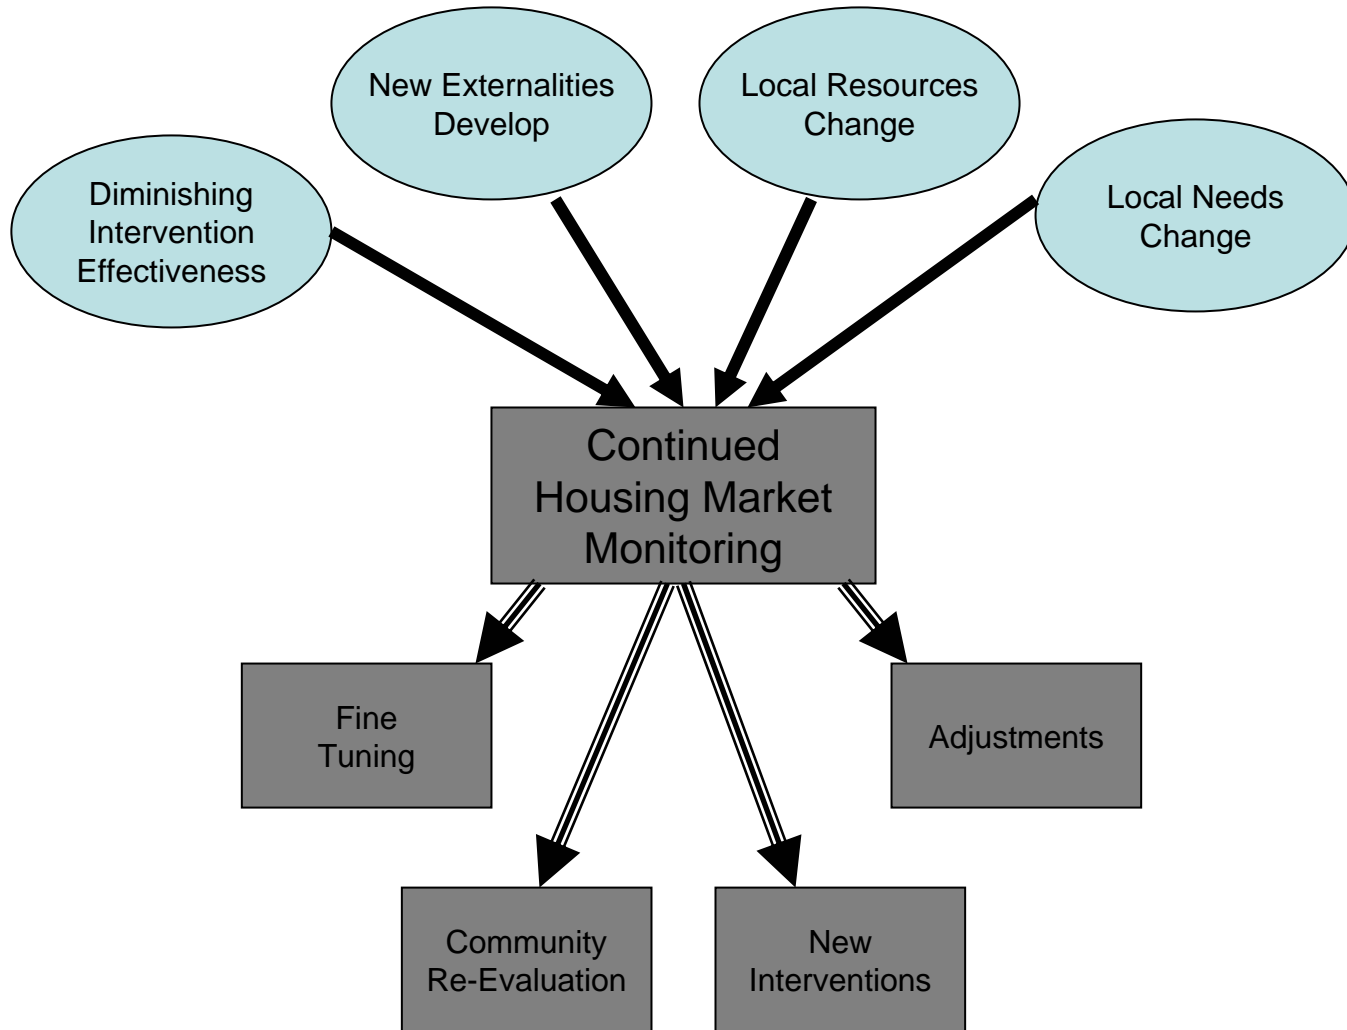 New Externalities
Develop
Local Resources
Change
Diminishing
Intervention
Effectiveness
Local Needs
Change
Continued
Housing Market
Monitoring
Fine
Tuning
Adjustments
Community
Re-Evaluation
New
Interventions